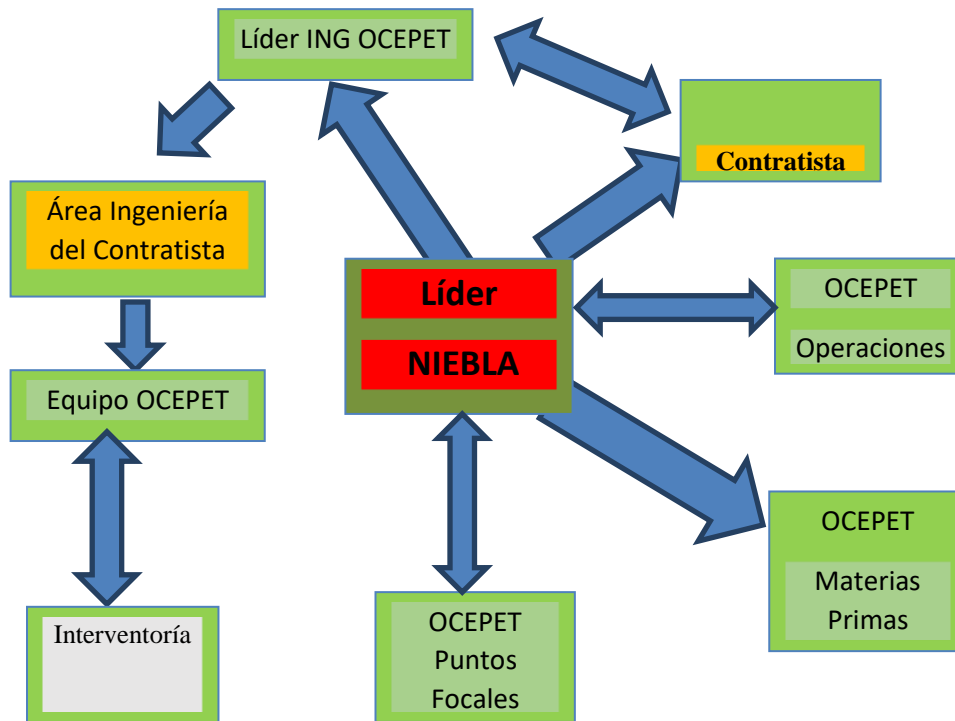 Líder ING OCEPET
Contratista
Área Ingeniería
del Contratista
Líder
NIEBLA
OCEPET
Operaciones
Equipo OCEPET
OCEPET
Materias
Primas
Interventoría
OCEPET
Puntos
Focales